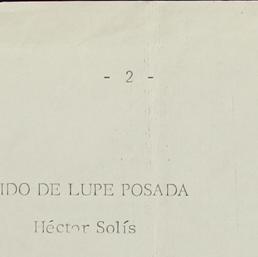 - 2 -
IDO DE LUPE POSADA
Héctor Solís